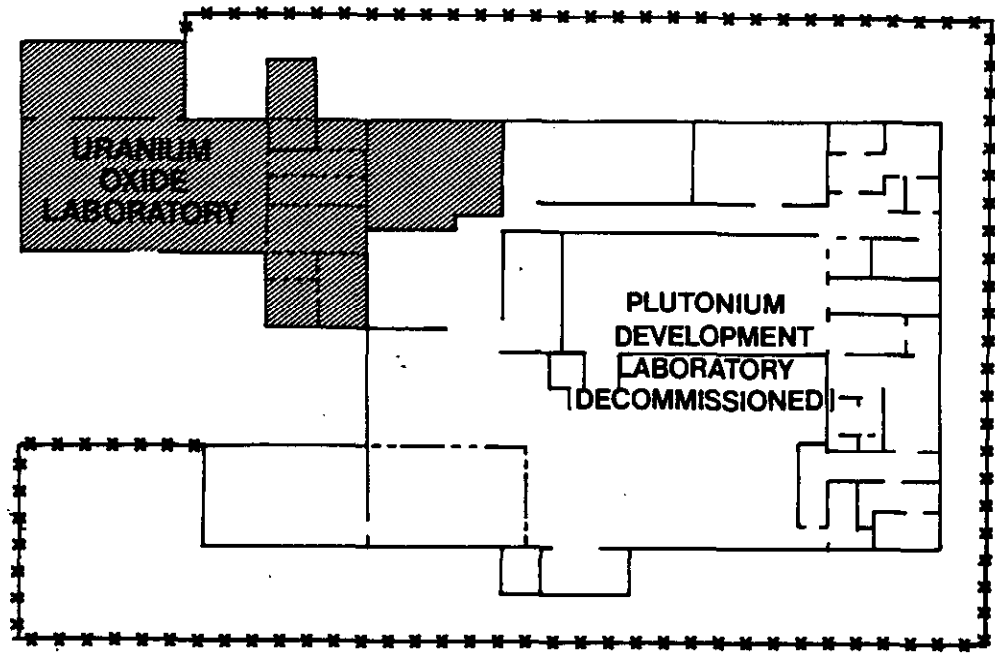 URANIUM
OXIDE
LABORATORY
PLUTONIUM
DEVELOPMENT
LABORATORY
DECOMMISSIONED